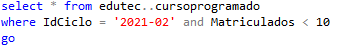 select * from edutec..cursoprogramado
where IdCiclo = '2021-02' and Matriculados < 10
go